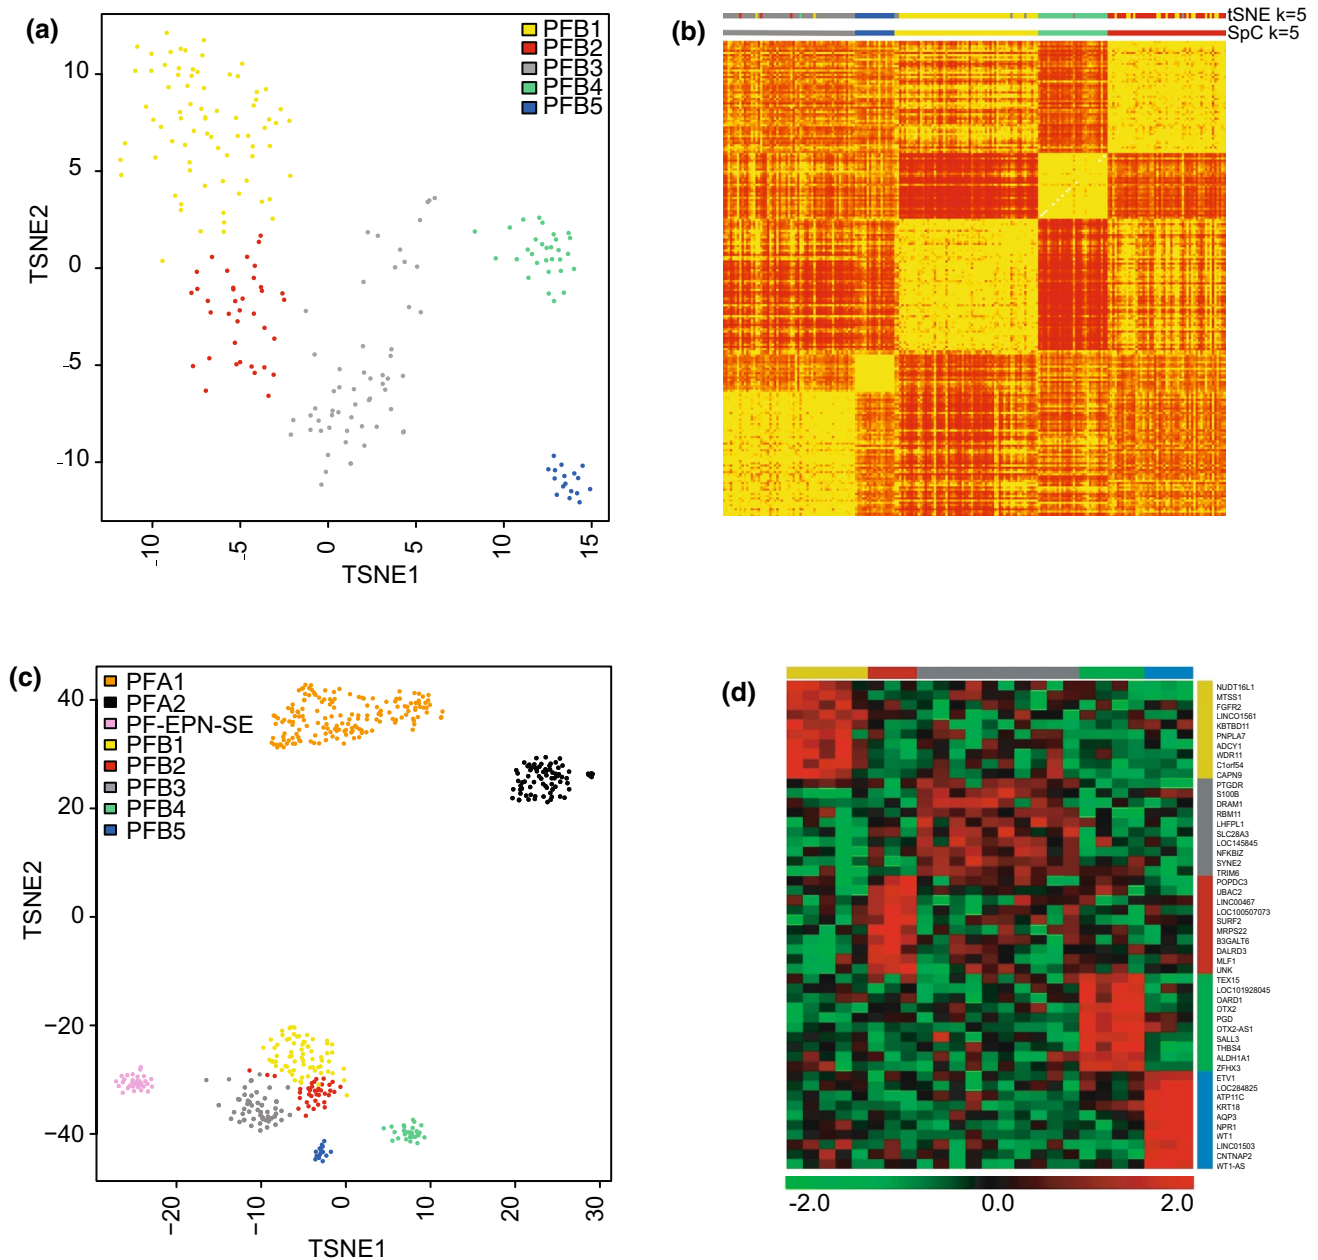 (a)
PFB1
PFB2
PFB3
PFB4
PFB5
10
5
0
-5
-10
TSNE2
-10
-5
0
5
10
15
TSNE1
(b)
tSNE k=5
SpC k=5
(c)
PFA1
PFA2
PF-EPN-SE
PFB1
PFB2
PFB3
PFB4
PFB5
40
20
0
−20
−40
TSNE2
−20
−10
0
10
20
30
TSNE1
(d)
NUDT16L1
MTSS1
FGFR2
LINCO1561
KBTBD11
PNPLA7
ADCY1
WDR11
C1orf54
CAPN9
PTGDR
S100B
DRAM1
RBM11
LHFPL1
SLC28A3
LOC145845
NFKBIZ
SYNE2
TRIM6
POPDC3
UBAC2
LINC00467
LOC100507073
SURF2
MRPS22
B3GALT6
DALRD3
MLF1
UNK
TEX15
LOC101928045
OARD1
OTX2
PGD
OTX2-AS1
SALL3
THBS4
ALDH1A1
ZFHX3
ETV1
LOC284825
ATP11C
KRT18
AQP3
NPR1
WT1
LINC01503
CNTNAP2
WT1-AS
-2.0
0.0
2.0